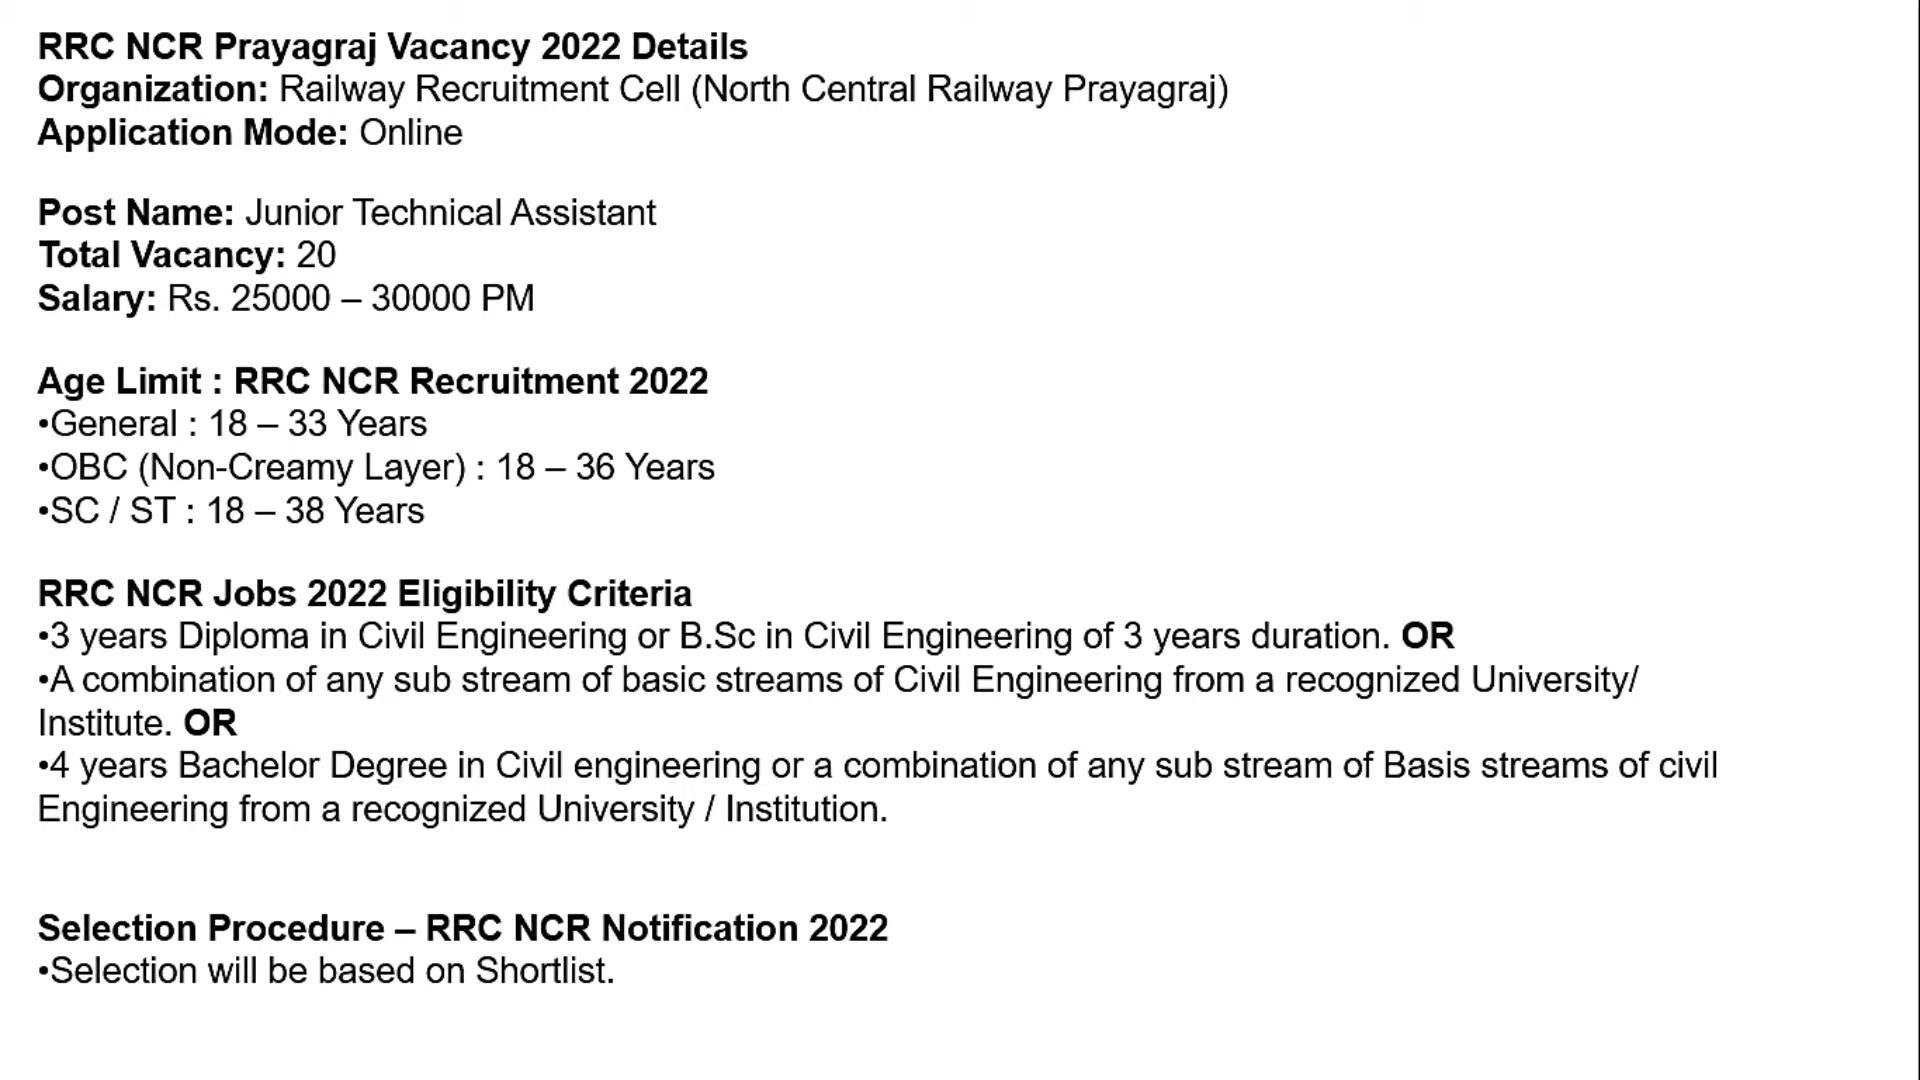 RRC NCR Prayagraj Vacancy 2022 Details
Organization: Railway Recruitment Cell (North Central Railway Prayagraj)
Application Mode: Online
Post Name: Junior Technical Assistant
Total Vacancy: 20
Salary: Rs. 25000 – 30000 PM
Age Limit : RRC NCR Recruitment 2022
•General : 18 – 33 Years
•OBC (Non-Creamy Layer) : 18 – 36 Years
•SC / ST : 18 – 38 Years
RRC NCR Jobs 2022 Eligibility Criteria
•3 years Diploma in Civil Engineering or B.Sc in Civil Engineering of 3 years duration. OR
•A combination of any sub stream of basic streams of Civil Engineering from a recognized University/
Institute. OR
•4 years Bachelor Degree in Civil engineering or a combination of any sub stream of Basis streams of civil
Engineering from a recognized University / Institution.
Selection Procedure – RRC NCR Notification 2022
•Selection will be based on Shortlist.